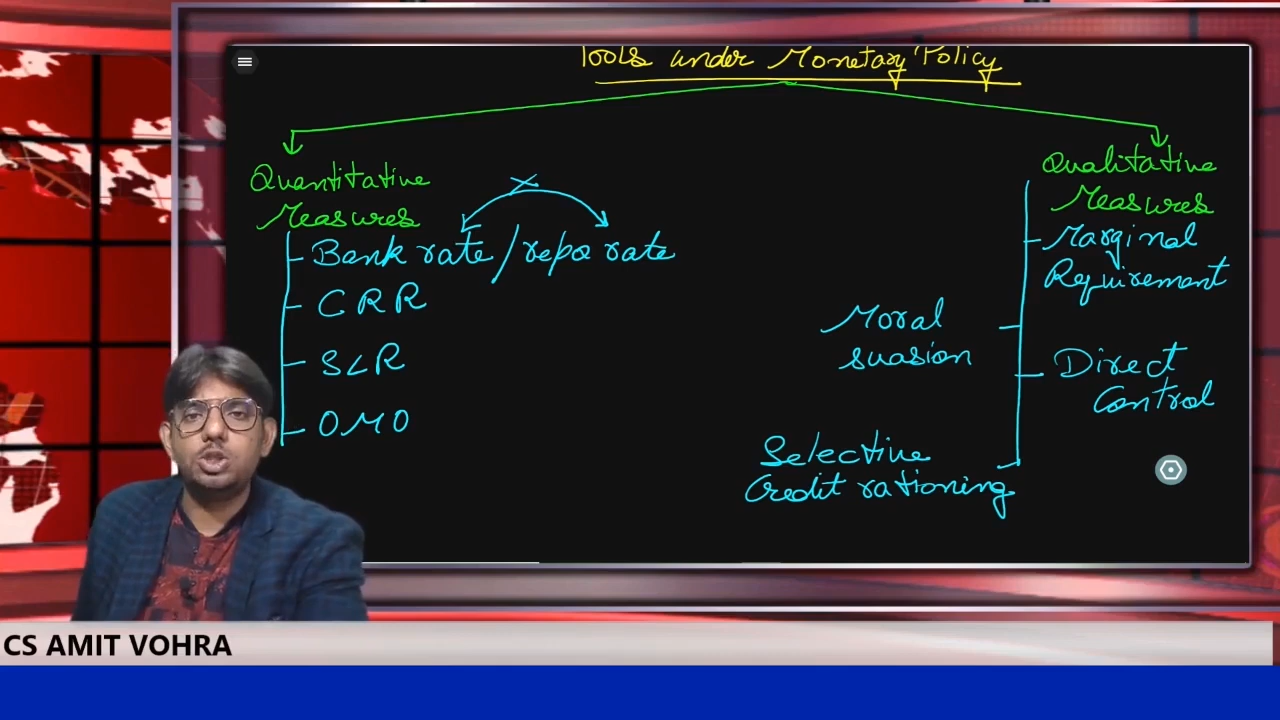 Tools under Monetary Policy
Quantitative
Measures
Bank rate/repo rate
CRR
SLR
OMO
Qualitative
Measures
Marginal
Requirement
Moral
suasion
Direct
Control
Selective
Credit rationing
CS AMIT VOHRA